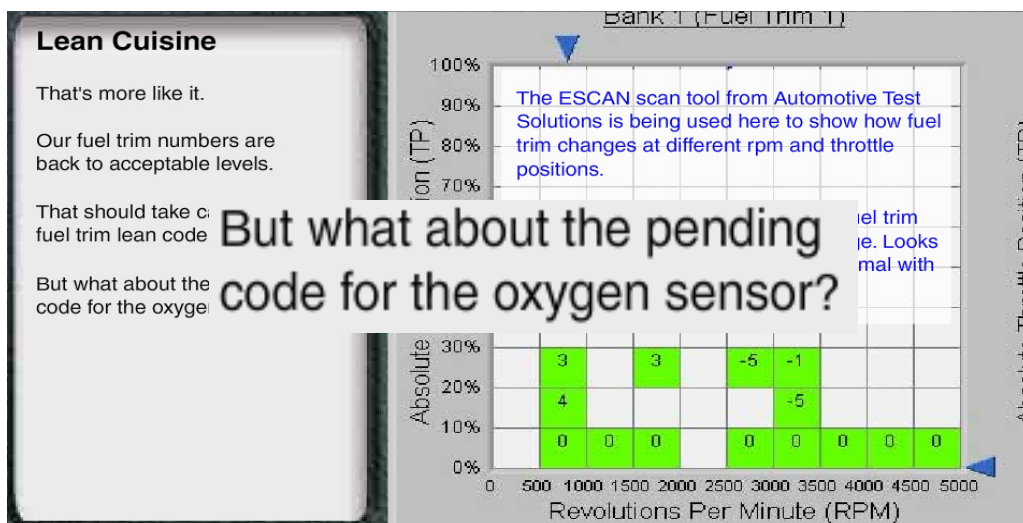 Lean Cuisine
That's more like it.
Our fuel trim numbers are
back to acceptable levels.
That should take
fuel trim lean code
But what about the
code for the
But what about the pending
code for the oxygen sensor?
Bank 1 (Fuel Trim 1)
The ESCAN scan tool from Automotive Test
Solutions is being used here to show how fuel
trim changes at different rpm and throttle
positions.
trim
Looks
with
100%
90%
80%
70%
30%
20%
10%
0%
Absolute
(TP)
3 3 -5 -1
4 -5
0 0 0 0 0 0 0 0
0 500 1000 1500 2000 2500 3000 3500 4000 4500 5000
Revolutions Per Minute (RPM)